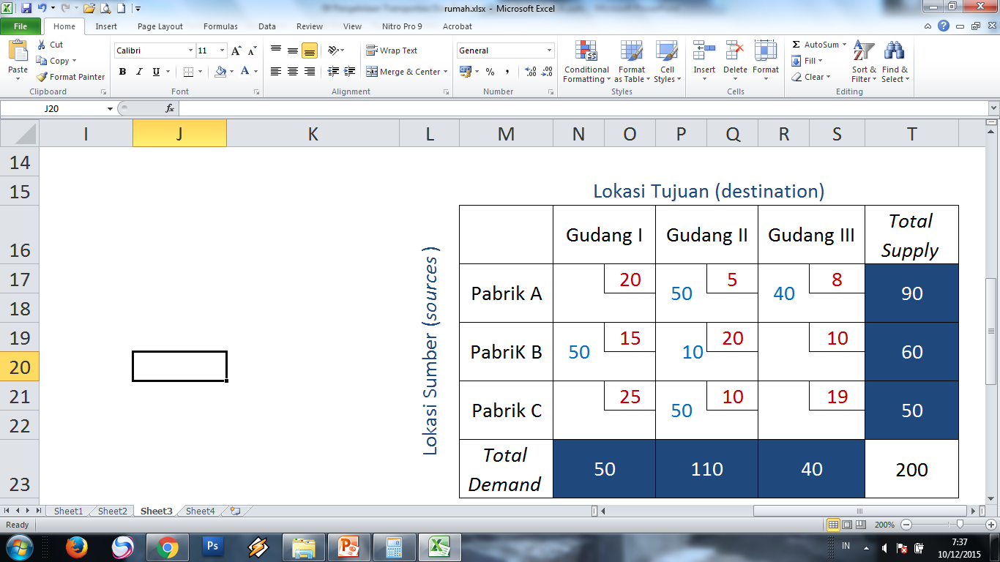 rumah.xlsx - Microsoft Excel
File Home Insert Page Layout Formulas Data Review View Nitro Pro 9 Acrobat
Paste
Cut
Copy
Format Painter
Clipboard
Calibri 11
B I U
Font
Wrap Text
Merge & Center
Alignment
General
Number
Conditional Formatting
Format as Table
Cell Styles
Styles
Insert Delete Format
Cells
AutoSum
Fill
Clear
Sort & Filter
Find & Select
Editing
J20 fx
I J K L M N O P Q R S T
14
15 Lokasi Tujuan (destination)
16 Gudang I Gudang II Gudang III Total Supply
Lokasi Sumber (sources )
17 20 5 8
18 Pabrik A 50 40 90
19 15 20 10
20 PabriK B 50 10 60
21 25 10 19
22 Pabrik C 50 50
23 Total Demand 50 110 40 200
Sheet1 Sheet2 Sheet3 Sheet4
Ready 200%
Ps
IN
7:37
10/12/2015